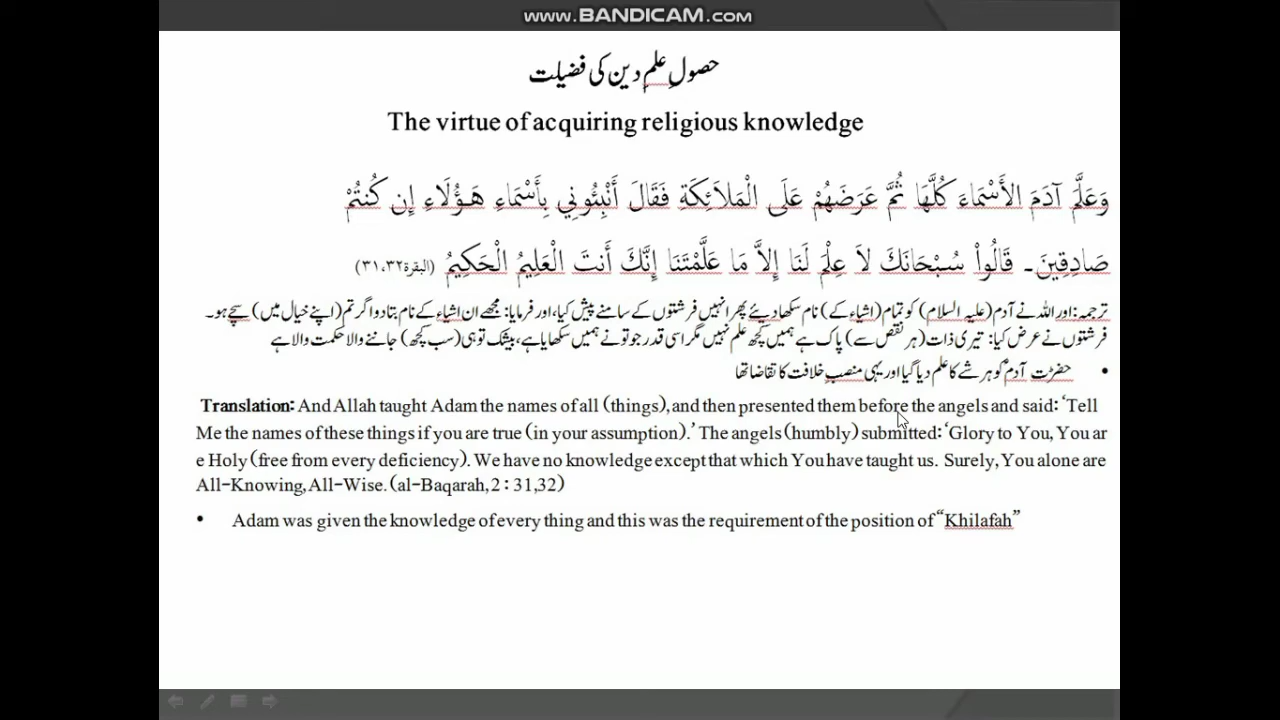 www.BANDICAM.com
حصولِ علمِ دین کی فضیلت
The virtue of acquiring religious knowledge
وَعَلَّمَ آدَمَ الأَسْمَاءَ كُلَّهَا ثُمَّ عَرَضَهُمْ عَلَى الْمَلاَئِكَةِ فَقَالَ أَنْبِئُونِي بِأَسْمَاءِ هَـؤُلَاءِ إِن كُنتُمْ
صَادِقِينَ۔ قَالُواْ سُبْحَانَكَ لاَ عِلْمَ لَنَا إِلاَّ مَا عَلَّمْتَنَا إِنَّكَ أَنتَ الْعَلِيمُ الْحَكِيمُ (البقرۃ۳۱،۳۲)
ترجمہ: اور اللہ نے آدم (علیہ السلام) کو تمام (اشیاء کے) نام سکھا دیئے پھر انہیں فرشتوں کے سامنے پیش کیا، اور فرمایا: مجھے ان اشیاء کے نام بتا دو اگر تم (اپنے خیال میں) سچے ہو۔
فرشتوں نے عرض کیا: تیری ذات (ہر نقص سے) پاک ہے ہمیں کچھ علم نہیں مگر اسی قدر جو تو نے ہمیں سکھایا ہے، بیشک تو ہی (سب کچھ) جاننے والا حکمت والا ہے
• حضرت آدمؑ کو ہر شے کا علم دیا گیا اور یہی منصبِ خلافت کا تقاضا تھا
Translation: And Allah taught Adam the names of all (things), and then presented them before the angels and said: ‘Tell
Me the names of these things if you are true (in your assumption).’ The angels (humbly) submitted: ‘Glory to You, You ar
e Holy (free from every deficiency). We have no knowledge except that which You have taught us. Surely, You alone are
All-Knowing, All-Wise. (al-Baqarah, 2 : 31,32)
• Adam was given the knowledge of every thing and this was the requirement of the position of “Khilafah”